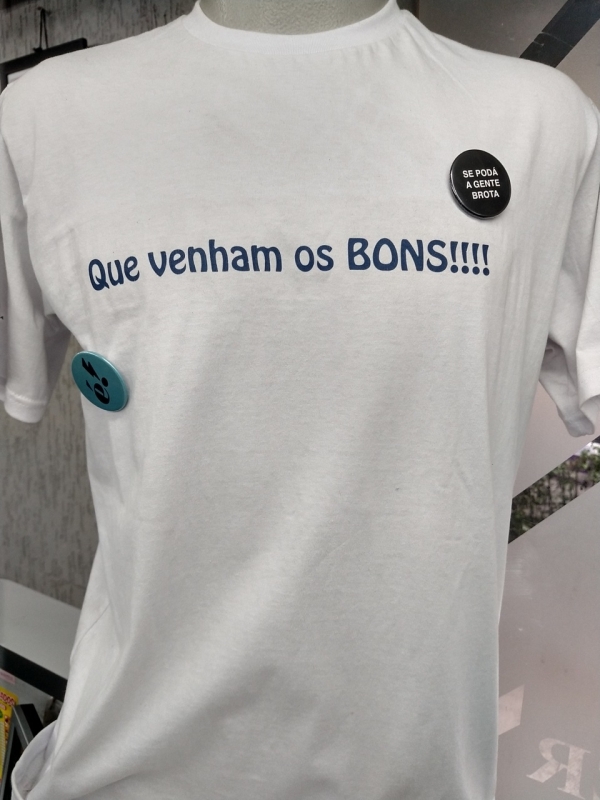 SE PODÁ
A GENTE
BROTA
Que venham os BONS!!!!